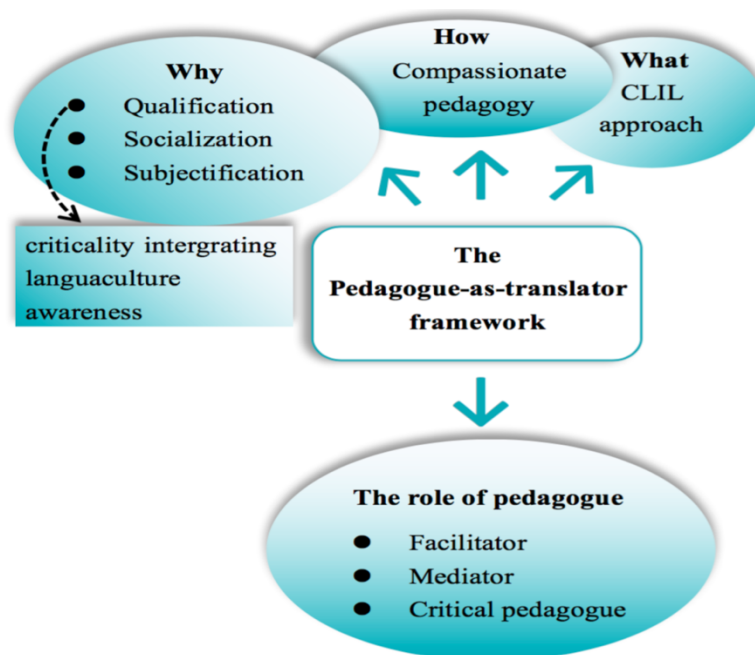 Why
● Qualification
● Socialization
● Subjectification
How
Compassionate
pedagogy
What
CLIL
approach
criticality intergrating
languaculture
awareness
The
Pedagogue-as-translator
framework
The role of pedagogue
● Facilitator
● Mediator
● Critical pedagogue